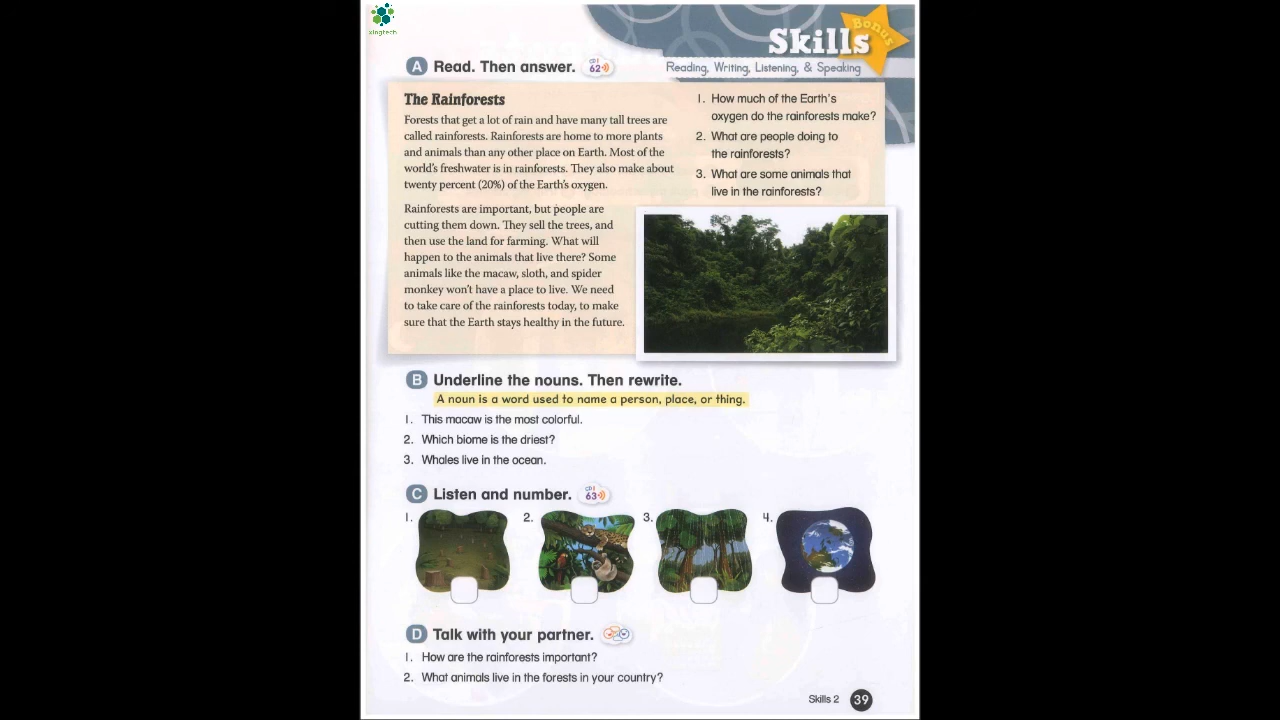 xingtech
Bonus
Skills
Reading, Writing, Listening, & Speaking
A Read. Then answer. CD1 62
The Rainforests
Forests that get a lot of rain and have many tall trees are
called rainforests. Rainforests are home to more plants
and animals than any other place on Earth. Most of the
world's freshwater is in rainforests. They also make about
twenty percent (20%) of the Earth's oxygen.
Rainforests are important, but people are
cutting them down. They sell the trees, and
then use the land for farming. What will
happen to the animals that live there? Some
animals like the macaw, sloth, and spider
monkey won't have a place to live. We need
to take care of the rainforests today, to make
sure that the Earth stays healthy in the future.
1. How much of the Earth's
oxygen do the rainforests make?
2. What are people doing to
the rainforests?
3. What are some animals that
live in the rainforests?
B Underline the nouns. Then rewrite.
A noun is a word used to name a person, place, or thing.
1. This macaw is the most colorful.
2. Which biome is the driest?
3. Whales live in the ocean.
C Listen and number. CD1 63
1. 2. 3. 4.
D Talk with your partner.
1. How are the rainforests important?
2. What animals live in the forests in your country?
Skills 2 39